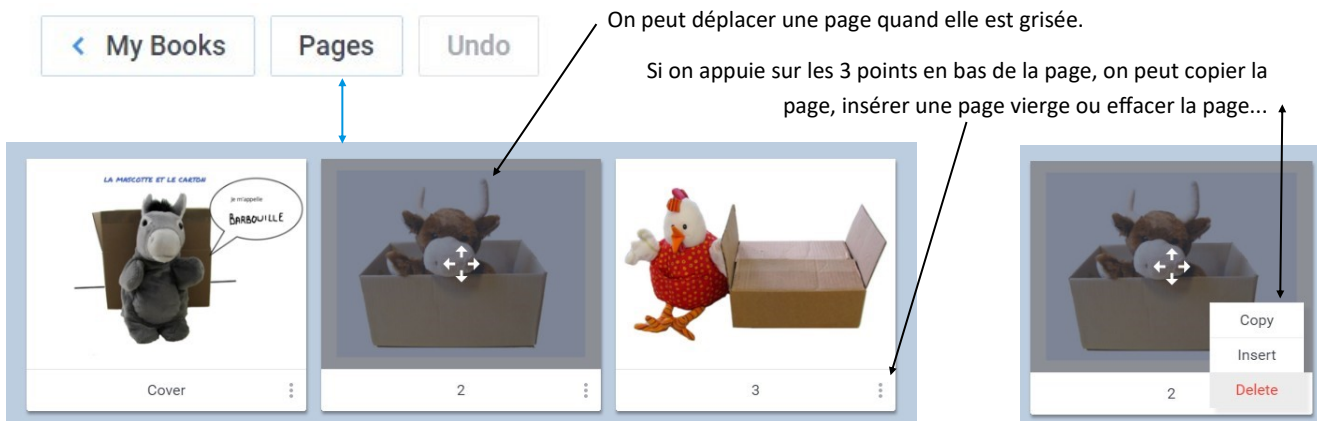 My Books
Pages
Undo
On peut déplacer une page quand elle est grisée.
Si on appuie sur les 3 points en bas de la page, on peut copier la
page, insérer une page vierge ou effacer la page...
LA MASCOTTE ET LE CARTON
je m'appelle
BARBOUILLE
Cover
2
3
Copy
Insert
Delete
2